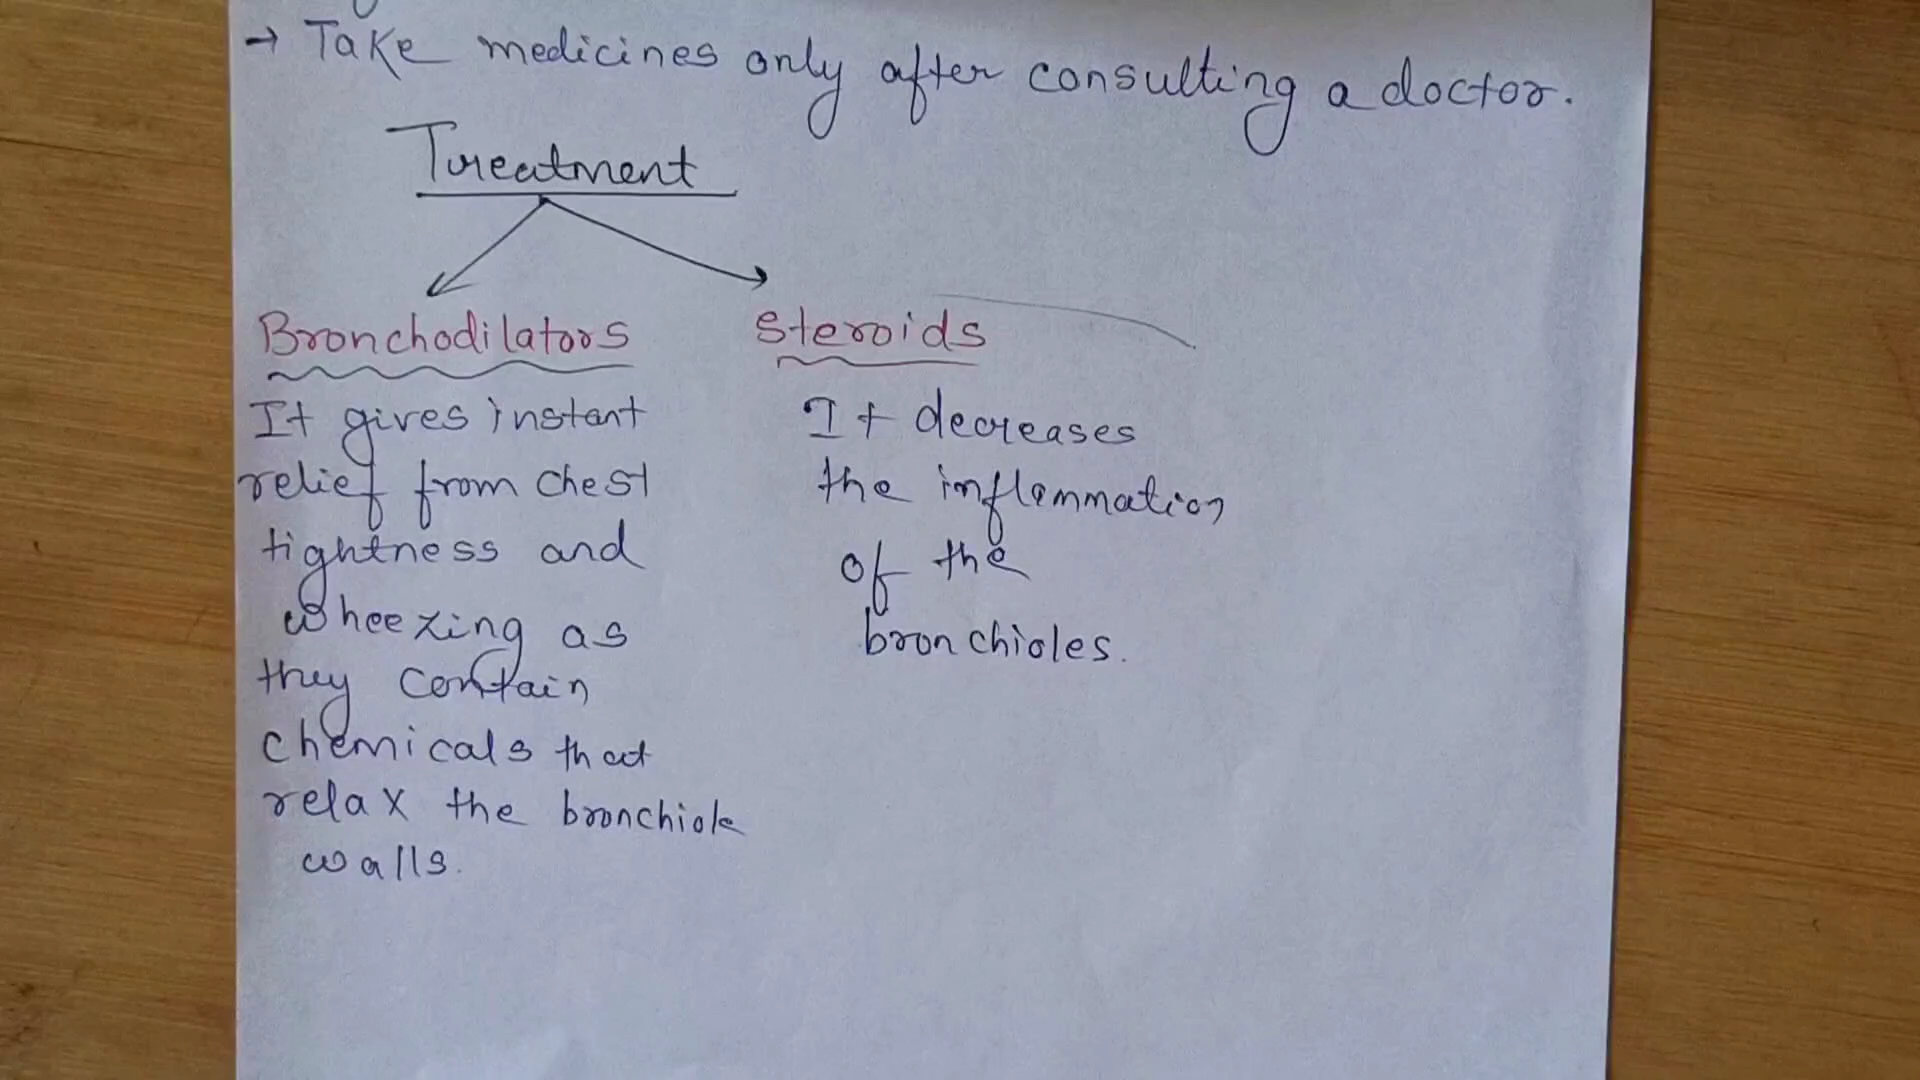 → Take medicines only after consulting a doctor.
Treatment
Bronchodilators
It gives instant
relief from chest
tightness and
wheezing as
they contain
chemicals that
relax the bronchiole
walls.
Steroids
It decreases
the inflammation
of the
bronchioles.